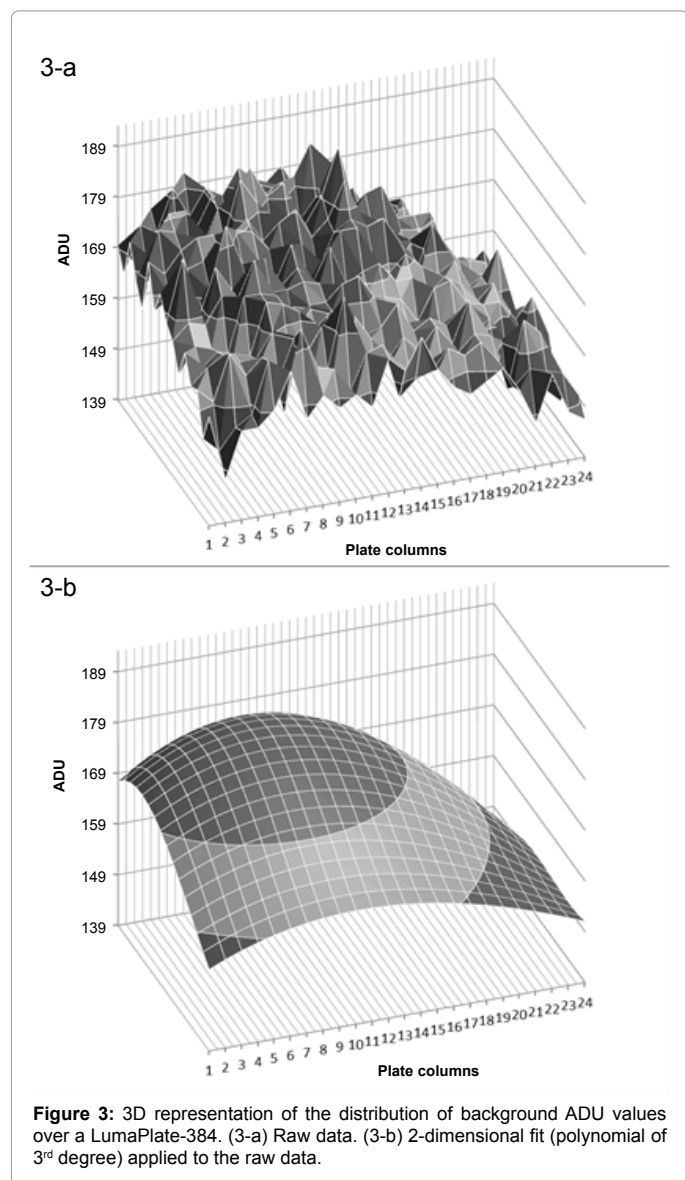 3-a
189
179
169
159
149
139
ADU
1 2 3 4 5 6 7 8 9 10 11 12 13 14 15 16 17 18 19 20 21 22 23 24
Plate columns
3-b
189
179
169
159
149
139
ADU
1 2 3 4 5 6 7 8 9 10 11 12 13 14 15 16 17 18 19 20 21 22 23 24
Plate columns
Figure 3: 3D representation of the distribution of background ADU values
over a LumaPlate-384. (3-a) Raw data. (3-b) 2-dimensional fit (polynomial of
3rd degree) applied to the raw data.